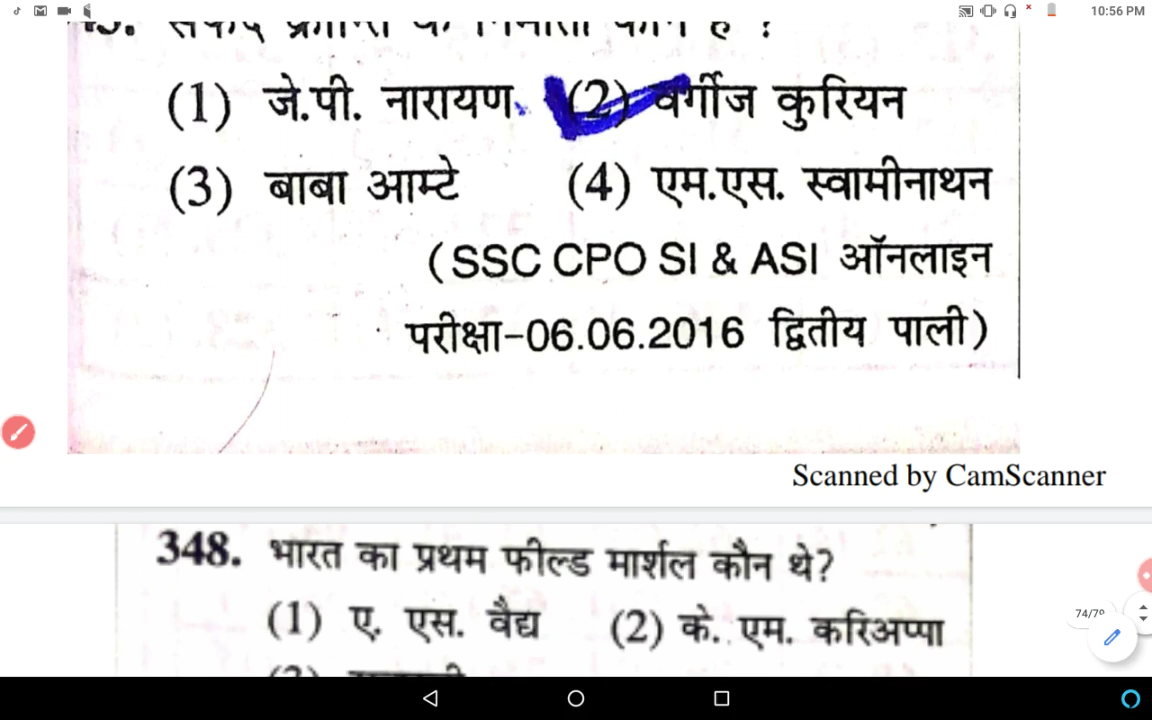 10:56 PM
(1) जे.पी. नारायण (2) वर्गीज कुरियन
(3) बाबा आम्टे (4) एम.एस. स्वामीनाथन
(SSC CPO SI & ASI ऑनलाइन
परीक्षा-06.06.2016 द्वितीय पाली)
Scanned by CamScanner
348. भारत का प्रथम फील्ड मार्शल कौन थे?
(1) ए. एस. वैद्य (2) के. एम. करिअप्पा